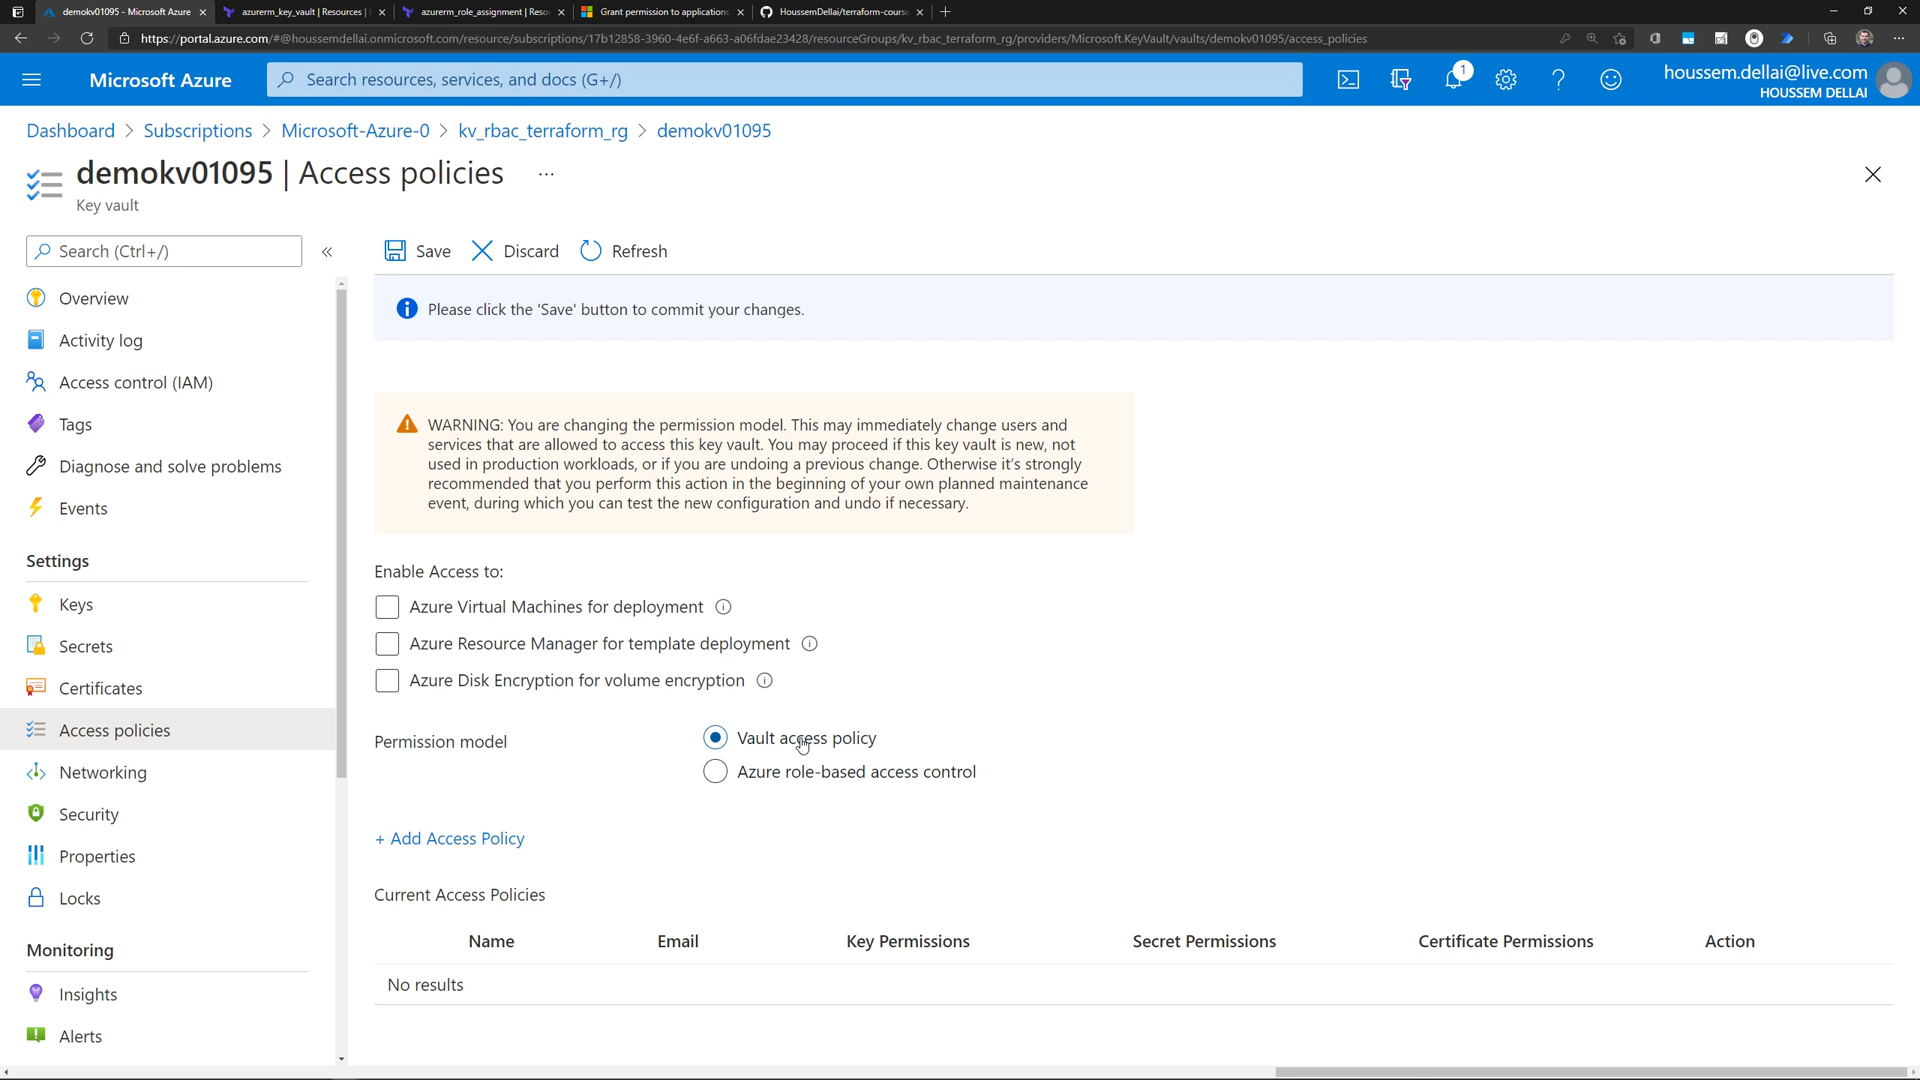 demokv01095 - Microsoft Azure
azurerm_key_vault | Resources |
azurerm_role_assignment | Reso
Grant permission to applications
HoussemDellai/terraform-course
https://portal.azure.com/#@houssemdellai.onmicrosoft.com/resource/subscriptions/17b12858-3960-4e6f-a663-a06fdae23428/resourceGroups/kv_rbac_terraform_rg/providers/Microsoft.KeyVault/vaults/demokv01095/access_policies
Microsoft Azure
Search resources, services, and docs (G+/)
1
houssem.dellai@live.com
HOUSSEM DELLAI
Dashboard > Subscriptions > Microsoft-Azure-0 > kv_rbac_terraform_rg > demokv01095
demokv01095 | Access policies ...
Key vault
Search (Ctrl+/)
Save
Discard
Refresh
Overview
Activity log
Access control (IAM)
Tags
Diagnose and solve problems
Events
Settings
Keys
Secrets
Certificates
Access policies
Networking
Security
Properties
Locks
Monitoring
Insights
Alerts
Please click the 'Save' button to commit your changes.
WARNING: You are changing the permission model. This may immediately change users and
services that are allowed to access this key vault. You may proceed if this key vault is new, not
used in production workloads, or if you are undoing a previous change. Otherwise it's strongly
recommended that you perform this action in the beginning of your own planned maintenance
event, during which you can test the new configuration and undo if necessary.
Enable Access to:
Azure Virtual Machines for deployment
Azure Resource Manager for template deployment
Azure Disk Encryption for volume encryption
Permission model
Vault access policy
Azure role-based access control
+ Add Access Policy
Current Access Policies
Name Email Key Permissions Secret Permissions Certificate Permissions Action
No results